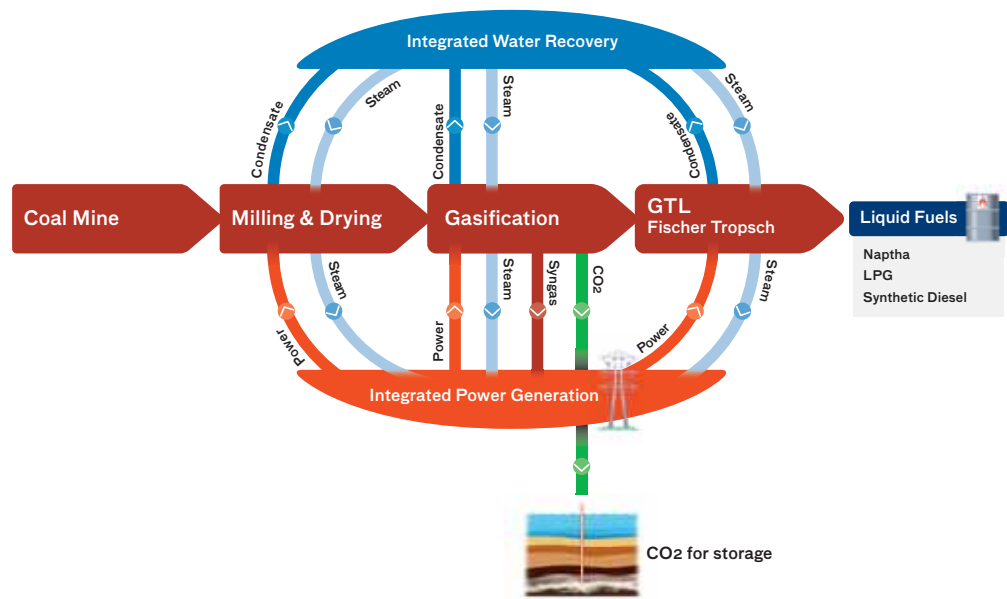 Integrated Water Recovery
Condensate
Steam
Condensate
Steam
Condensate
Steam
Coal Mine
Milling & Drying
Gasification
GTL
Fischer Tropsch
Liquid Fuels
Naptha
LPG
Synthetic Diesel
Power
Steam
Power
Steam
Syngas
CO2
Power
Steam
Integrated Power Generation
CO2 for storage